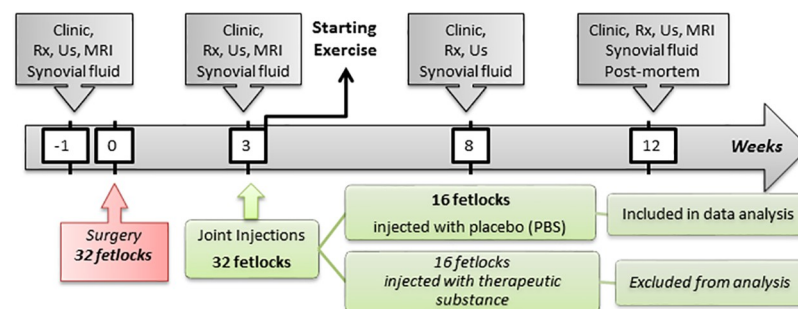 Clinic,
Rx, Us, MRI
Synovial fluid
Clinic,
Rx, Us, MRI
Synovial fluid
Starting
Exercise
Clinic,
Rx, Us
Synovial fluid
Clinic, Rx, Us, MRI
Synovial fluid
Post-mortem
-1
0
3
8
12
Weeks
Surgery
32 fetlocks
Joint Injections
32 fetlocks
16 fetlocks
injected with placebo (PBS)
Included in data analysis
16 fetlocks
injected with therapeutic
substance
Excluded from analysis